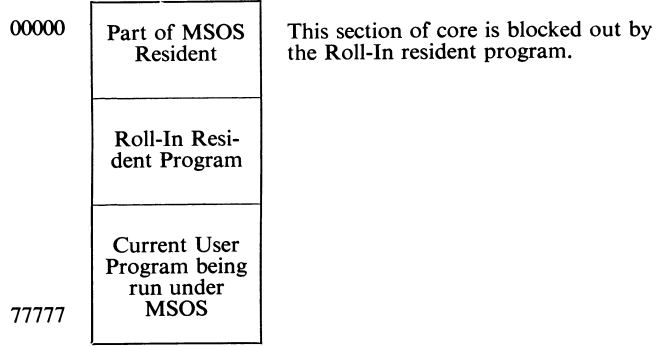 00000
Part of MSOS
Resident
This section of core is blocked out by
the Roll-In resident program.
Roll-In Resi-
dent Program
Current User
Program being
run under
MSOS
77777